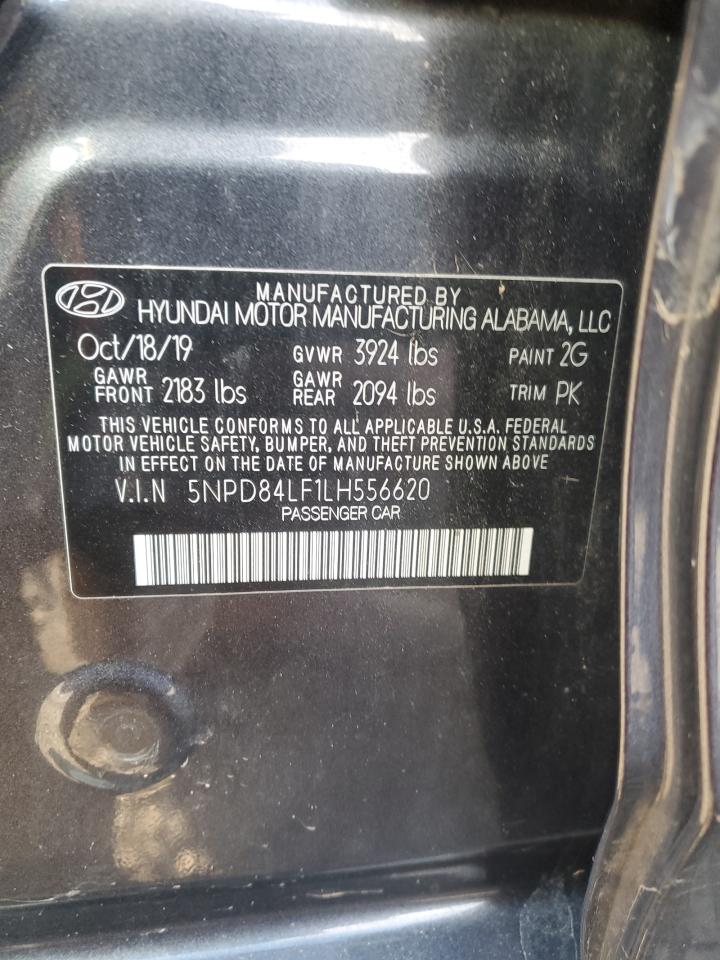 MANUFACTURED BY
HYUNDAI MOTOR MANUFACTURING ALABAMA, LLC
Oct/18/19 GVWR 3924 lbs PAINT 2G
GAWR FRONT 2183 lbs GAWR REAR 2094 lbs TRIM PK
THIS VEHICLE CONFORMS TO ALL APPLICABLE U.S.A. FEDERAL
MOTOR VEHICLE SAFETY, BUMPER, AND THEFT PREVENTION STANDARDS
IN EFFECT ON THE DATE OF MANUFACTURE SHOWN ABOVE
V.I.N 5NPD84LF1LH556620
PASSENGER CAR